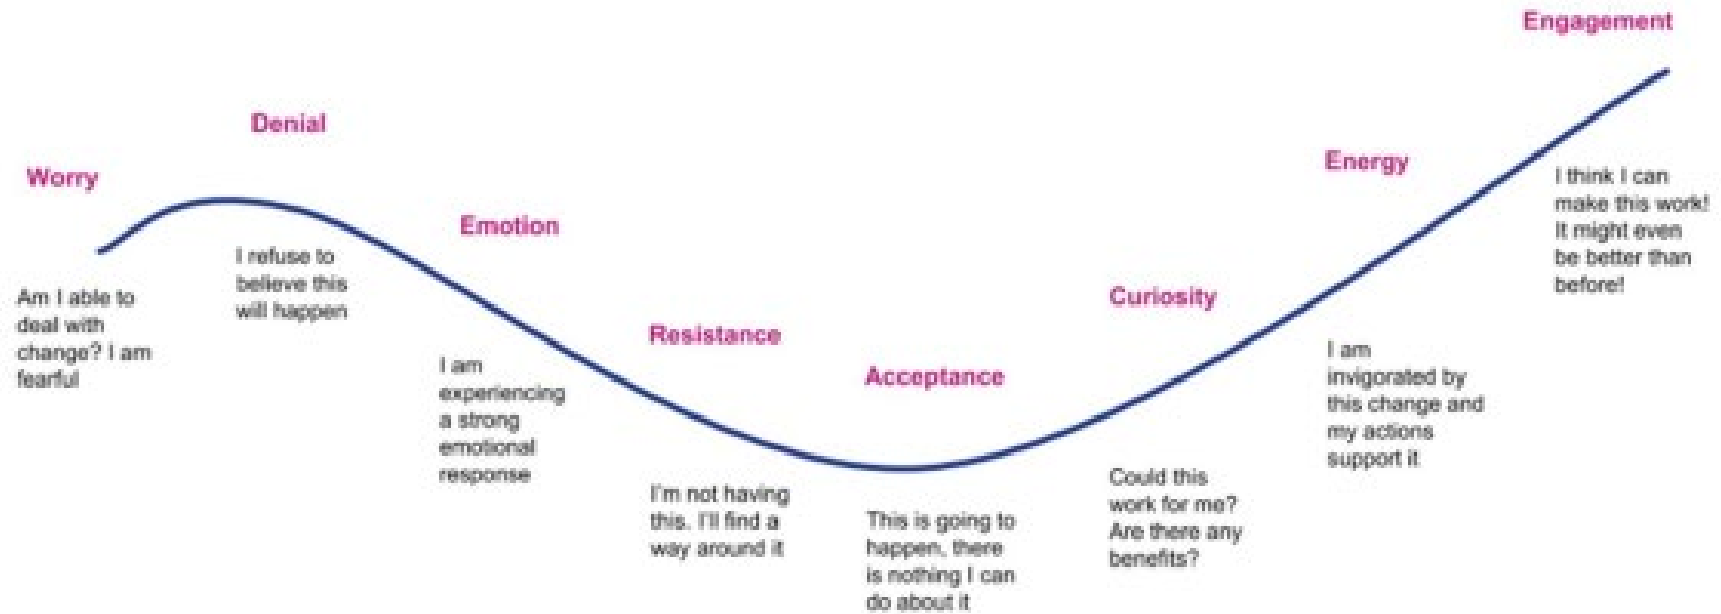 Worry
Am I able to
deal with
change? I am
fearful
Denial
I refuse to
believe this
will happen
Emotion
I am
experiencing
a strong
emotional
response
Resistance
I'm not having
this. I'll find a
way around it
Acceptance
This is going to
happen, there
is nothing I can
do about it
Curiosity
Could this
work for me?
Are there any
benefits?
Energy
I am
invigorated by
this change and
my actions
support it
Engagement
I think I can
make this work!
It might even
be better than
before!